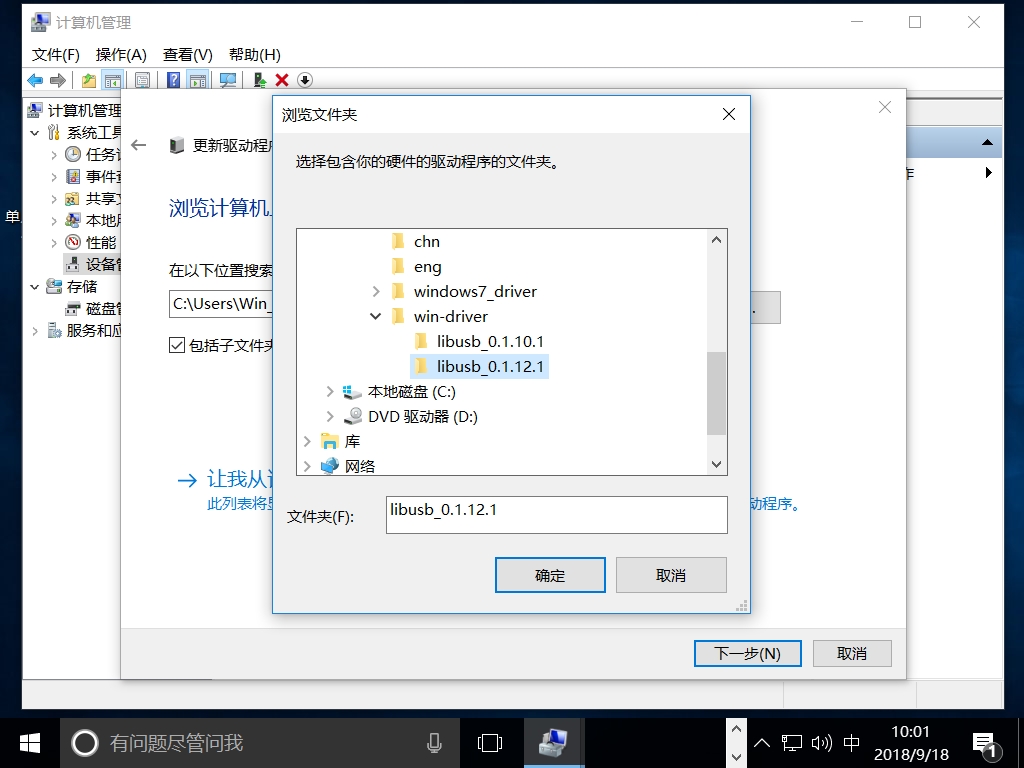 计算机管理
文件(F) 操作(A) 查看(V) 帮助(H)
计算机管理
系统工具
任务
事件
共享
本地
性能
设备
存储
磁盘
服务和应
单
更新驱动程序
浏览计算机上
在以下位置搜索
C:\Users\Win_
包括子文件夹
让我从
此列表将
动程序。
作
浏览文件夹
选择包含你的硬件的驱动程序的文件夹。
chn
eng
windows7_driver
win-driver
libusb_0.1.10.1
libusb_0.1.12.1
本地磁盘 (C:)
DVD 驱动器 (D:)
库
网络
文件夹(F):
libusb_0.1.12.1
确定
取消
下一步(N)
取消
有问题尽管问我
中
10:01
2018/9/18
1